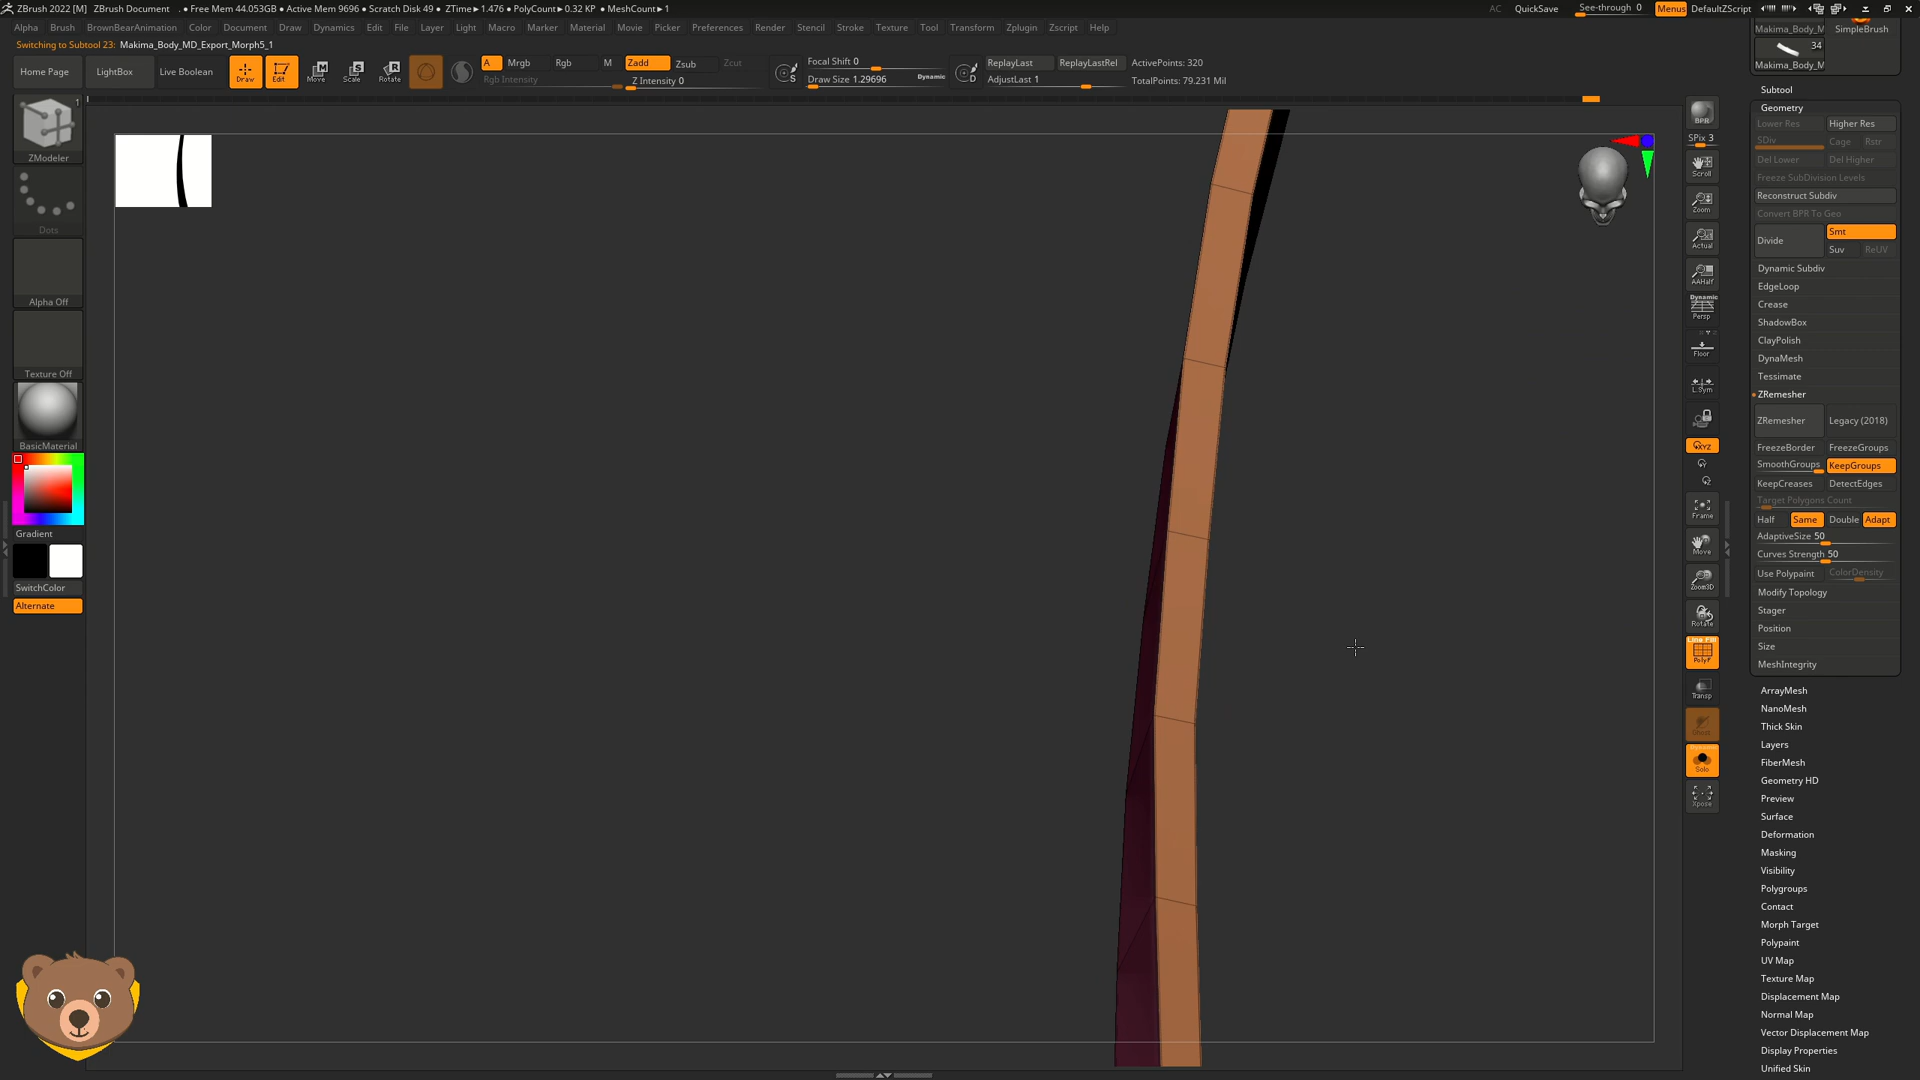 ZBrush 2022 [M] ZBrush Document . ● Free Mem 44.053GB ● Active Mem 9696 ● Scratch Disk 49 ● ZTime▸1.476 ● PolyCount▸0.32 KP ● MeshCount▸1
AC QuickSave See-through 0 Menus DefaultZScript
Alpha Brush BrownBearAnimation Color Document Draw Dynamics Edit File Layer Light Macro Marker Material Movie Picker Preferences Render Stencil Stroke Texture Tool Transform Zplugin Zscript Help
Switching to Subtool 23: Makima_Body_MD_Export_Morph5_1
Home Page LightBox Live Boolean
Draw Edit Move Scale Rotate
A Mrgb Rgb M Zadd Zsub Zcut
Rgb Intensity Z Intensity 0
S Focal Shift 0
Draw Size 1.29696 Dynamic D
ReplayLast ReplayLastRel ActivePoints: 320
AdjustLast 1 TotalPoints: 79.231 Mil
1
ZModeler
Dots
Alpha Off
Texture Off
BasicMaterial
Gradient
SwitchColor
Alternate
BPR
SPix 3
Scroll
Zoom
Actual
AAHalf
Dynamic
Persp
Floor
L.Sym
XYZ
Frame
Move
Zoom3D
Rotate
Line Fill
PolyF
Transp
Ghost
Dynamic
Solo
Xpose
Makima_Body_M SimpleBrush
34
Makima_Body_M
Subtool
Geometry
Lower Res Higher Res
SDiv Cage Rstr
Del Lower Del Higher
Freeze SubDivision Levels
Reconstruct Subdiv
Convert BPR To Geo
Divide Smt
Suv ReUV
Dynamic Subdiv
EdgeLoop
Crease
ShadowBox
ClayPolish
DynaMesh
Tessimate
ZRemesher
ZRemesher Legacy (2018)
FreezeBorder FreezeGroups
SmoothGroups KeepGroups
KeepCreases DetectEdges
Target Polygons Count
Half Same Double Adapt
AdaptiveSize 50
Curves Strength 50
Use Polypaint ColorDensity
Modify Topology
Stager
Position
Size
MeshIntegrity
ArrayMesh
NanoMesh
Thick Skin
Layers
FiberMesh
Geometry HD
Preview
Surface
Deformation
Masking
Visibility
Polygroups
Contact
Morph Target
Polypaint
UV Map
Texture Map
Displacement Map
Normal Map
Vector Displacement Map
Display Properties
Unified Skin